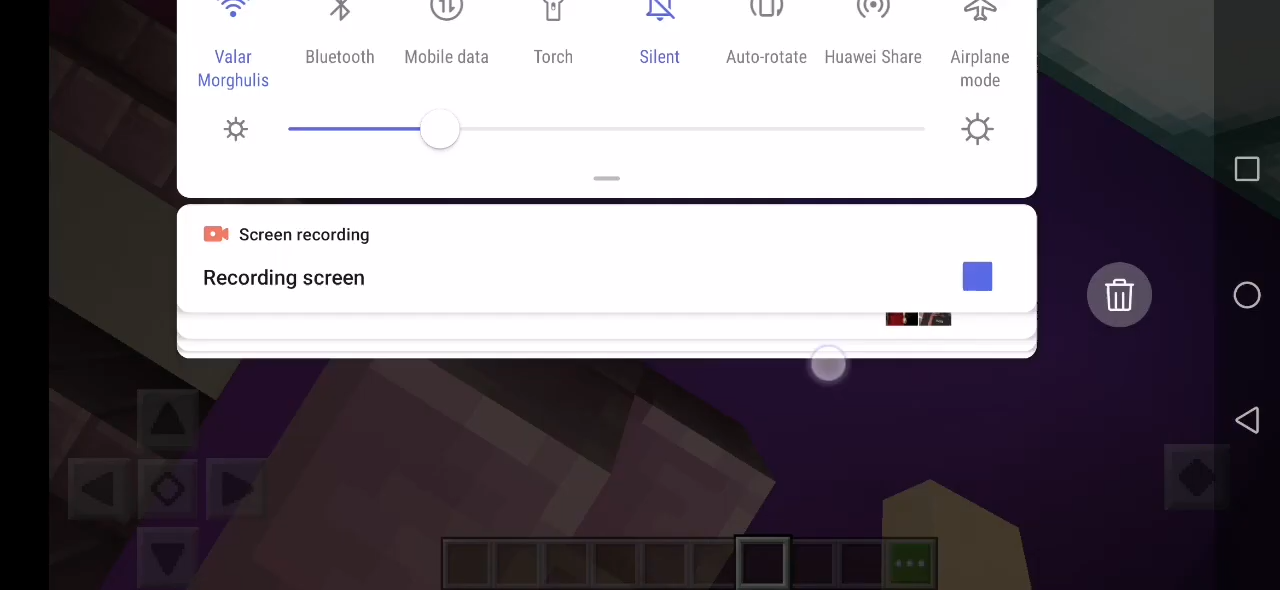 Valar Morghulis
Bluetooth
Mobile data
Torch
Silent
Auto-rotate
Huawei Share
Airplane mode
Screen recording
Recording screen